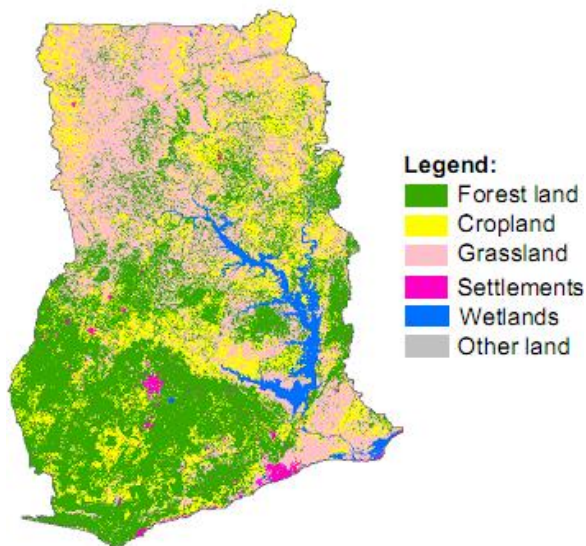 Legend:
Forest land
Cropland
Grassland
Settlements
Wetlands
Other land